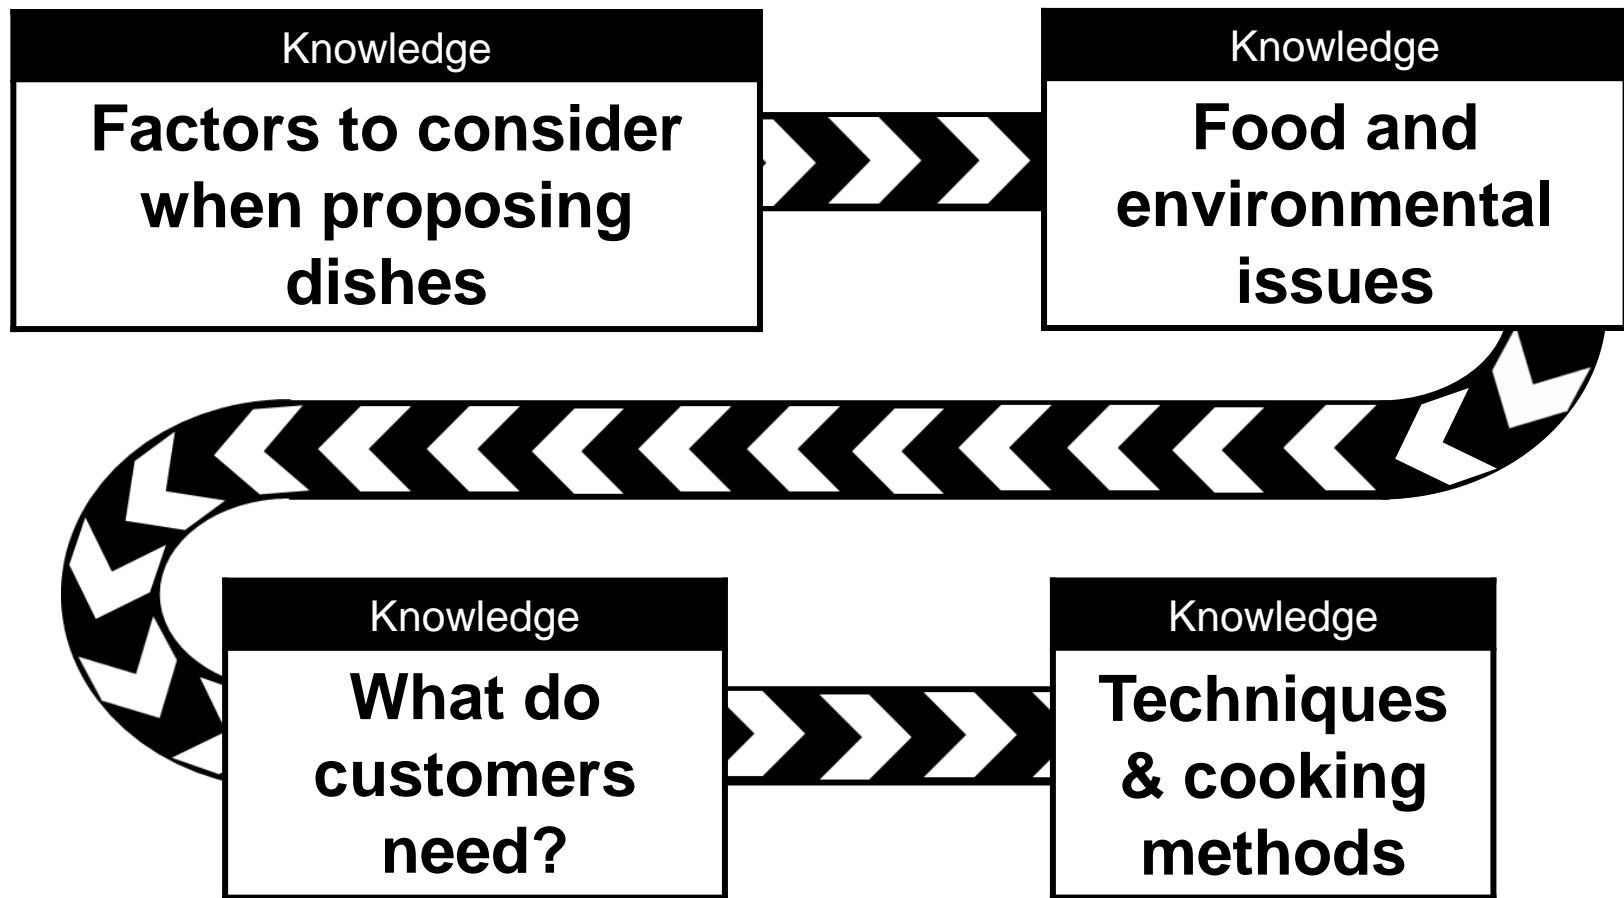 Knowledge
Factors to consider
when proposing
dishes
Knowledge
Food and
environmental
issues
Knowledge
What do
customers
need?
Knowledge
Techniques
& cooking
methods